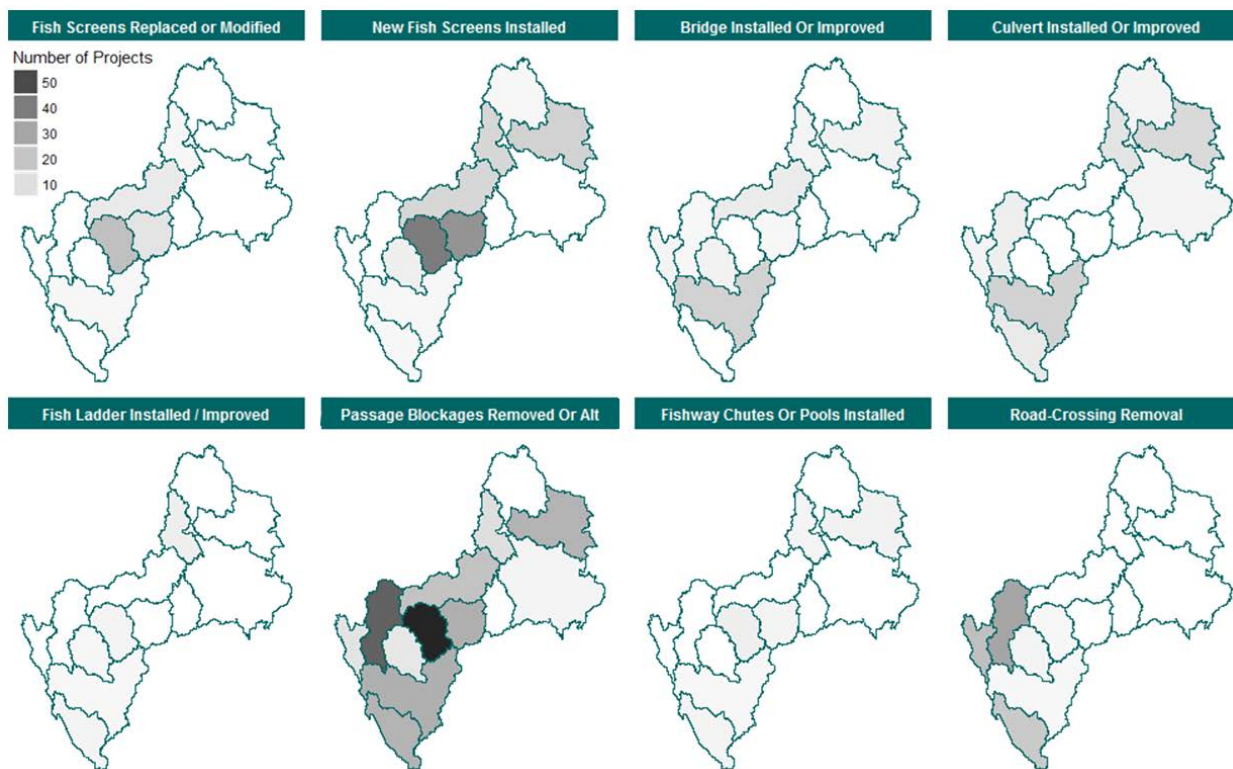 Fish Screens Replaced or Modified
New Fish Screens Installed
Bridge Installed Or Improved
Culvert Installed Or Improved
Number of Projects
50
40
30
20
10
Fish Ladder Installed / Improved
Passage Blockages Removed Or Alt
Fishway Chutes Or Pools Installed
Road-Crossing Removal